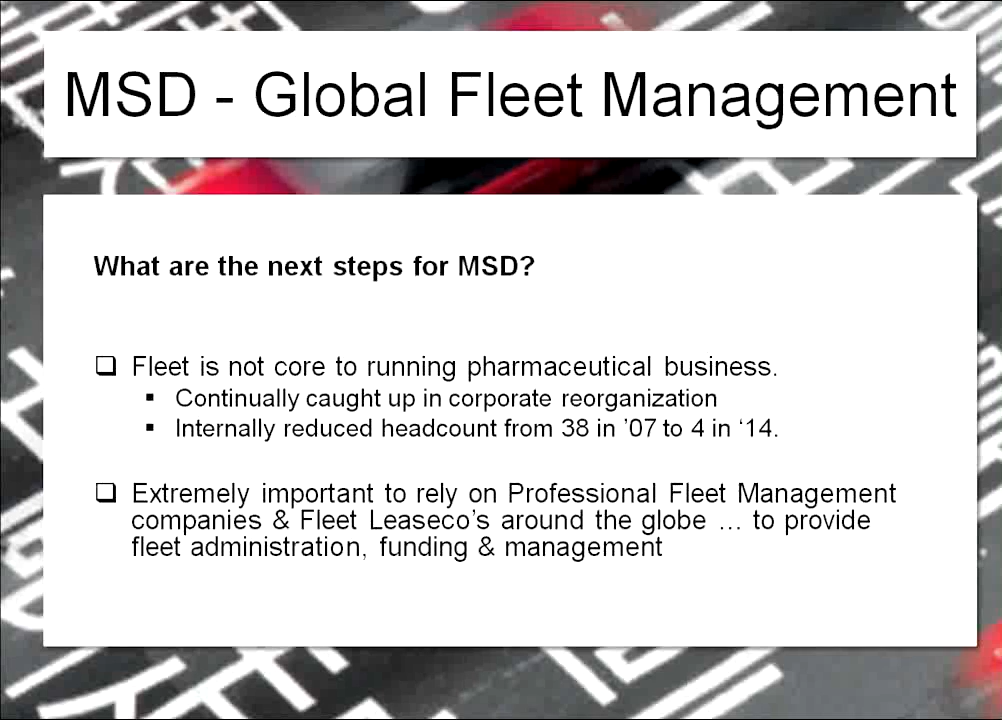 MSD - Global Fleet Management
What are the next steps for MSD?
❑ Fleet is not core to running pharmaceutical business.
▪ Continually caught up in corporate reorganization
▪ Internally reduced headcount from 38 in ’07 to 4 in ‘14.
❑ Extremely important to rely on Professional Fleet Management
companies & Fleet Leaseco’s around the globe … to provide
fleet administration, funding & management